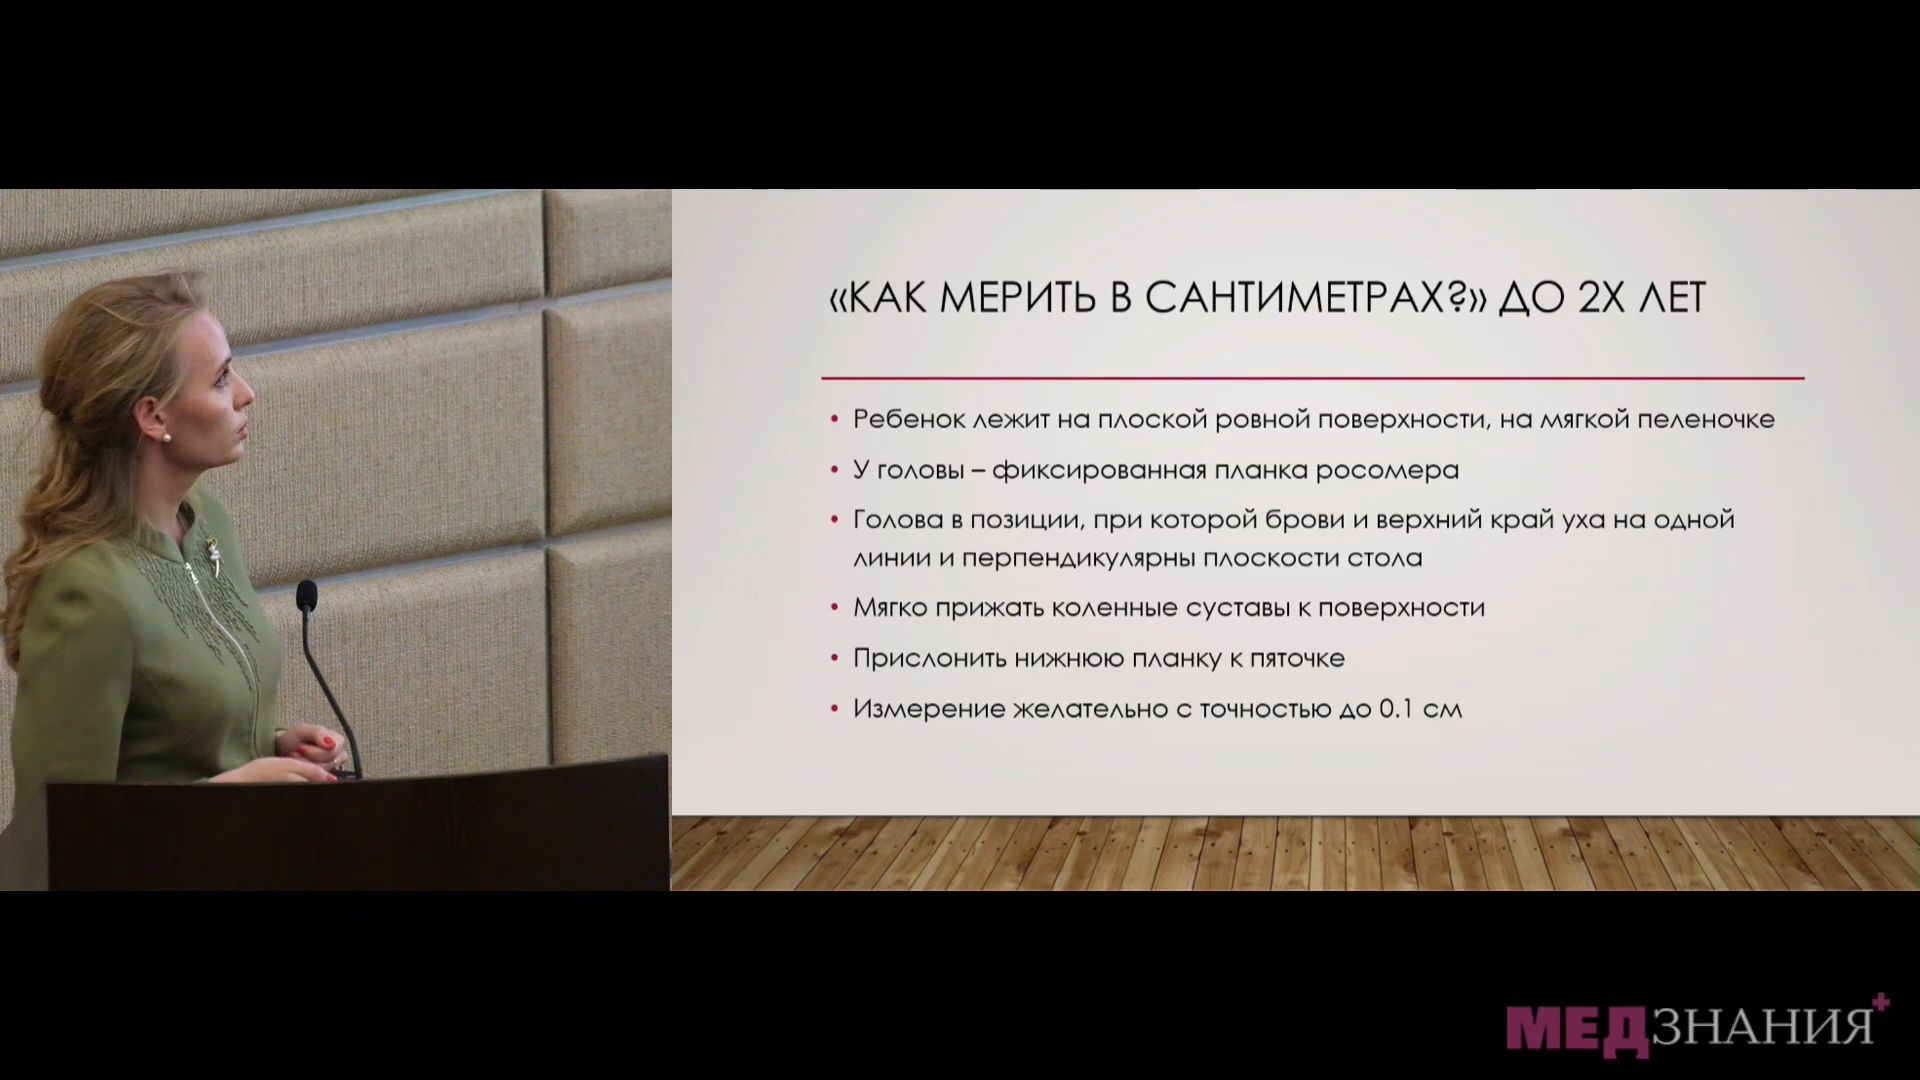 «КАК МЕРИТЬ В САНТИМЕТРАХ?» ДО 2Х ЛЕТ
• Ребенок лежит на плоской ровной поверхности, на мягкой пеленочке
• У головы – фиксированная планка росомера
• Голова в позиции, при которой брови и верхний край уха на одной
линии и перпендикулярны плоскости стола
• Мягко прижать коленные суставы к поверхности
• Прислонить нижнюю планку к пяточке
• Измерение желательно с точностью до 0.1 см
МЕДЗНАНИЯ+